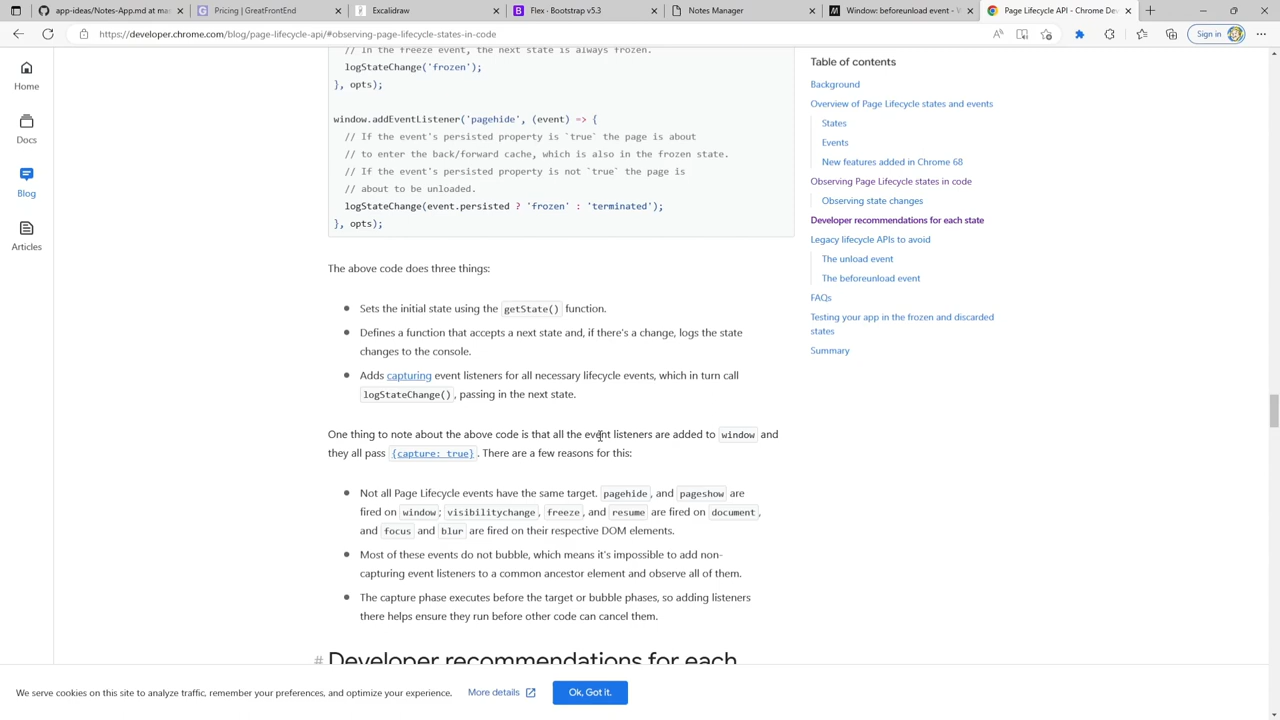 app-ideas/Notes-App.md at mas
Pricing | GreatFrontEnd
Excalidraw
Flex · Bootstrap v5.3
Notes Manager
Window: beforeunload event - W
Page Lifecycle API - Chrome Dev
https://developer.chrome.com/blog/page-lifecycle-api/#observing-page-lifecycle-states-in-code
Sign in
Home
Docs
Blog
Articles
// In the freeze event, the next state is always frozen.
logStateChange('frozen');
}, opts);
window.addEventListener('pagehide', (event) => {
// If the event's persisted property is `true` the page is about
// to enter the back/forward cache, which is also in the frozen state.
// If the event's persisted property is not `true` the page is
// about to be unloaded.
logStateChange(event.persisted ? 'frozen' : 'terminated');
}, opts);
The above code does three things:
Sets the initial state using the getState() function.
Defines a function that accepts a next state and, if there's a change, logs the state
changes to the console.
Adds capturing event listeners for all necessary lifecycle events, which in turn call
logStateChange(), passing in the next state.
One thing to note about the above code is that all the event listeners are added to window and
they all pass {capture: true}. There are a few reasons for this:
Not all Page Lifecycle events have the same target. pagehide, and pageshow are
fired on window; visibilitychange, freeze, and resume are fired on document,
and focus and blur are fired on their respective DOM elements.
Most of these events do not bubble, which means it's impossible to add non-
capturing event listeners to a common ancestor element and observe all of them.
The capture phase executes before the target or bubble phases, so adding listeners
there helps ensure they run before other code can cancel them.
# Developer recommendations for each
Table of contents
Background
Overview of Page Lifecycle states and events
States
Events
New features added in Chrome 68
Observing Page Lifecycle states in code
Observing state changes
Developer recommendations for each state
Legacy lifecycle APIs to avoid
The unload event
The beforeunload event
FAQs
Testing your app in the frozen and discarded
states
Summary
We serve cookies on this site to analyze traffic, remember your preferences, and optimize your experience. More details Ok, Got it.